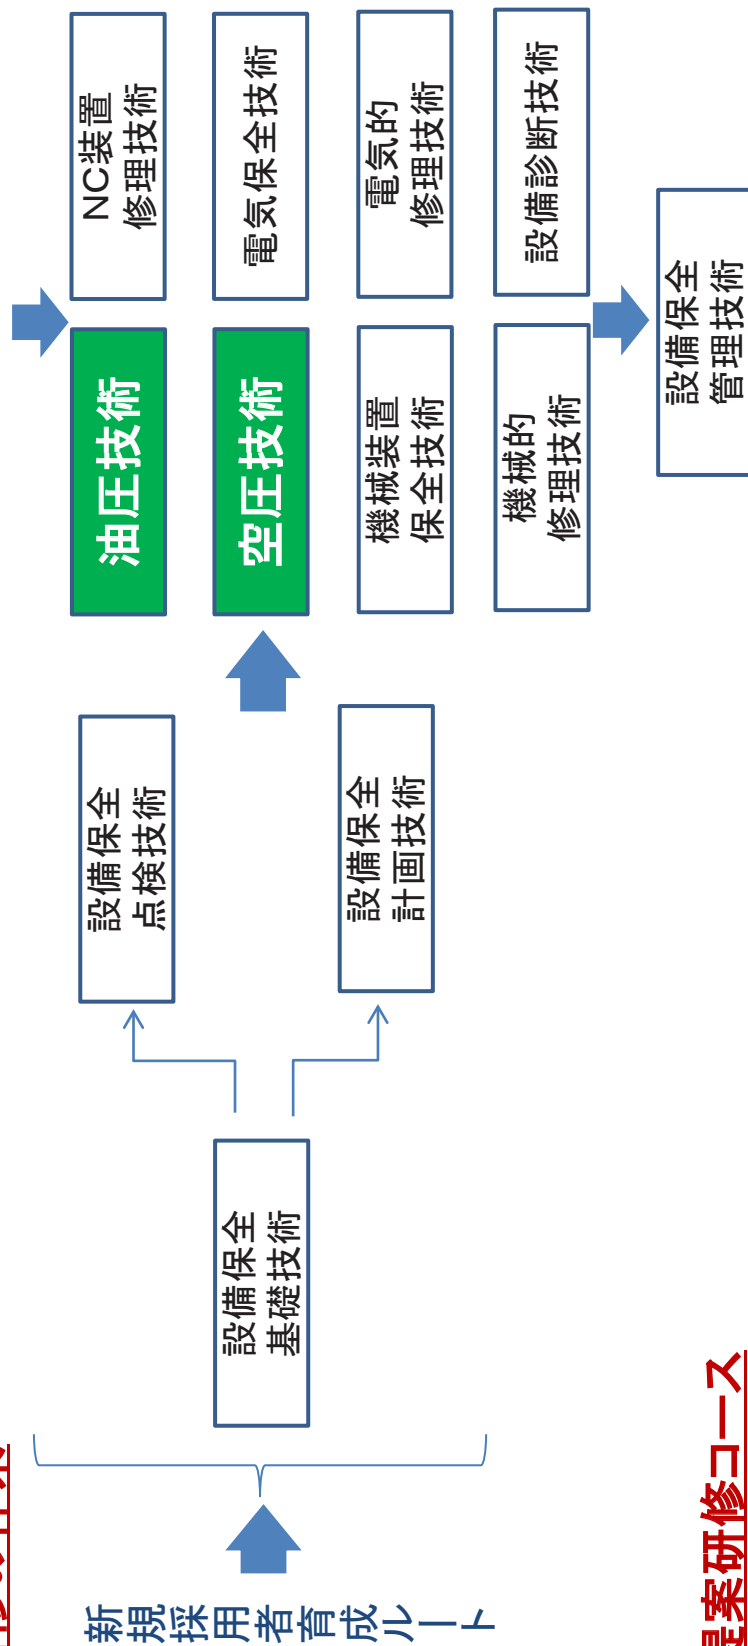 新規採用者育成ルート
設備保全
基礎技術
設備保全
点検技術
設備保全
計画技術
油圧技術
NC装置
修理技術
空圧技術
電気保全技術
機械装置
保全技術
電気的
修理技術
機械的
修理技術
設備診断技術
設備保全
管理技術
案研修コース